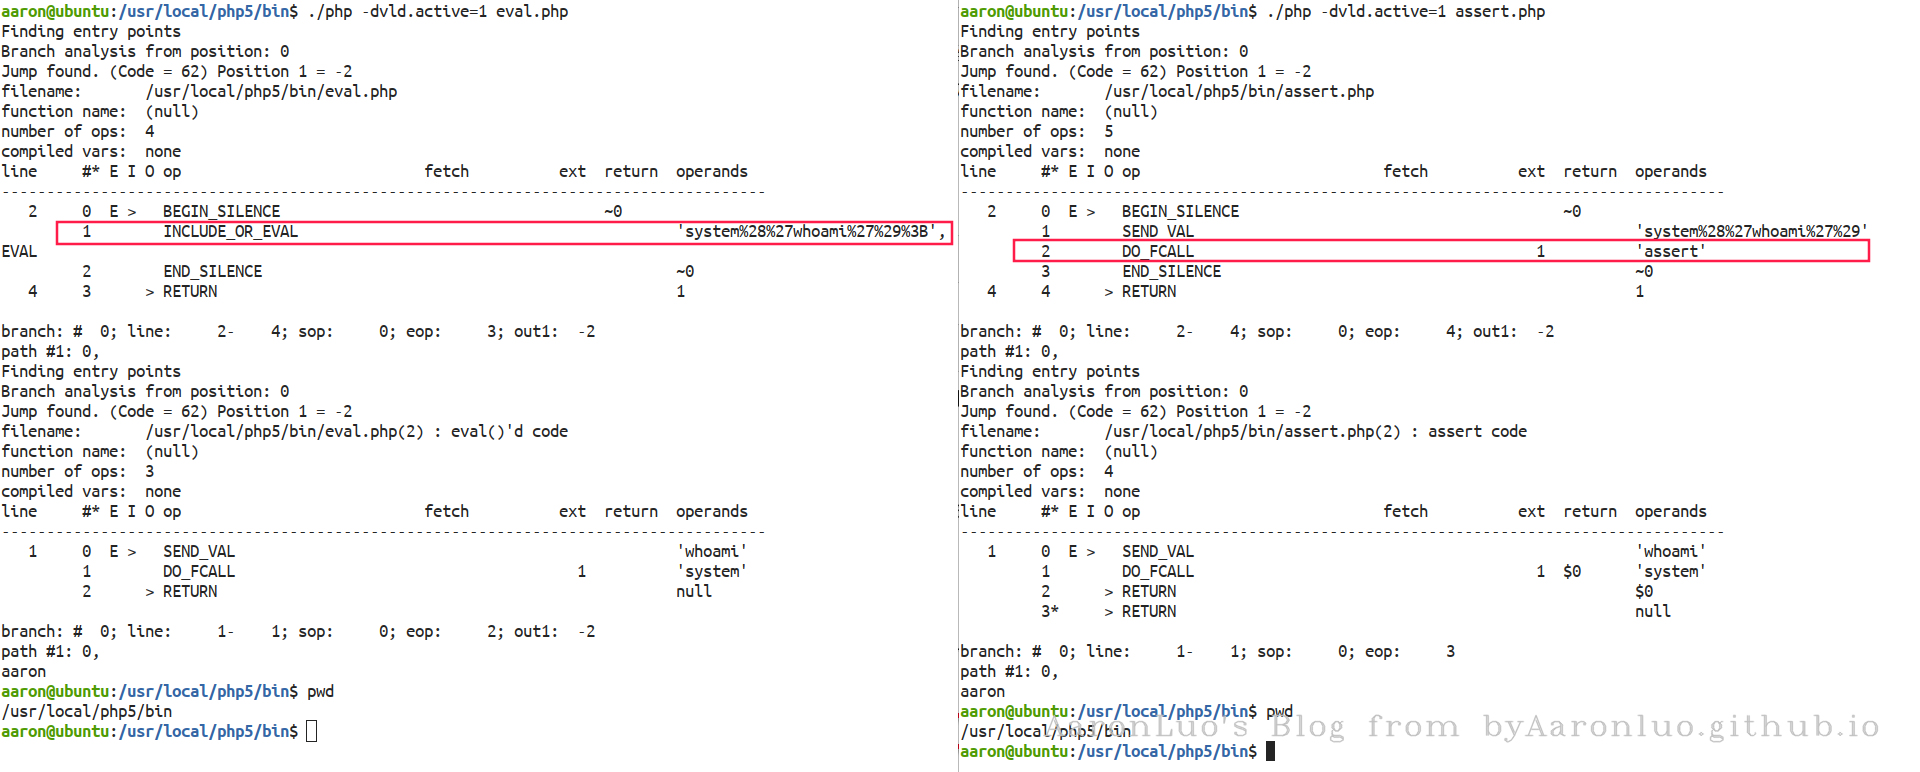 aaron@ubuntu:/usr/local/php5/bin$ ./php -dvld.active=1 eval.php
Finding entry points
Branch analysis from position: 0
Jump found. (Code = 62) Position 1 = -2
filename:       /usr/local/php5/bin/eval.php
function name:  (null)
number of ops:  4
compiled vars:  none
line     #* E I O op                           fetch          ext  return  operands
-------------------------------------------------------------------------------------
   2     0  E >   BEGIN_SILENCE                                    ~0
         1        INCLUDE_OR_EVAL                                          'system%28%27whoami%27%29%3B',
EVAL
         2        END_SILENCE                                              ~0
   4     3      > RETURN                                                   1
branch: #  0; line:     2-    4; sop:     0; eop:     3; out1:  -2
path #1: 0,
Finding entry points
Branch analysis from position: 0
Jump found. (Code = 62) Position 1 = -2
filename:       /usr/local/php5/bin/eval.php(2) : eval()'d code
function name:  (null)
number of ops:  3
compiled vars:  none
line     #* E I O op                           fetch          ext  return  operands
-------------------------------------------------------------------------------------
   1     0  E >   SEND_VAL                                                 'whoami'
         1        DO_FCALL                                      1          'system'
         2      > RETURN                                                   null
branch: #  0; line:     1-    1; sop:     0; eop:     2; out1:  -2
path #1: 0,
aaron
aaron@ubuntu:/usr/local/php5/bin$ pwd
/usr/local/php5/bin
aaron@ubuntu:/usr/local/php5/bin$
aaron@ubuntu:/usr/local/php5/bin$ ./php -dvld.active=1 assert.php
Finding entry points
Branch analysis from position: 0
Jump found. (Code = 62) Position 1 = -2
filename:       /usr/local/php5/bin/assert.php
function name:  (null)
number of ops:  5
compiled vars:  none
line     #* E I O op                           fetch          ext  return  operands
-------------------------------------------------------------------------------------
   2     0  E >   BEGIN_SILENCE                                    ~0
         1        SEND_VAL                                                 'system%28%27whoami%27%29'
         2        DO_FCALL                                      1          'assert'
         3        END_SILENCE                                              ~0
   4     4      > RETURN                                                   1
branch: #  0; line:     2-    4; sop:     0; eop:     4; out1:  -2
path #1: 0,
Finding entry points
Branch analysis from position: 0
Jump found. (Code = 62) Position 1 = -2
filename:       /usr/local/php5/bin/assert.php(2) : assert code
function name:  (null)
number of ops:  4
compiled vars:  none
line     #* E I O op                           fetch          ext  return  operands
-------------------------------------------------------------------------------------
   1     0  E >   SEND_VAL                                                 'whoami'
         1        DO_FCALL                                      1  $0      'system'
         2      > RETURN                                                   $0
         3*     > RETURN                                                   null
branch: #  0; line:     1-    1; sop:     0; eop:     3
path #1: 0,
aaron
aaron@ubuntu:/usr/local/php5/bin$ pwd
/usr/local/php5/bin
aaron@ubuntu:/usr/local/php5/bin$
AaronLuo's Blog from byAaronluo.github.io